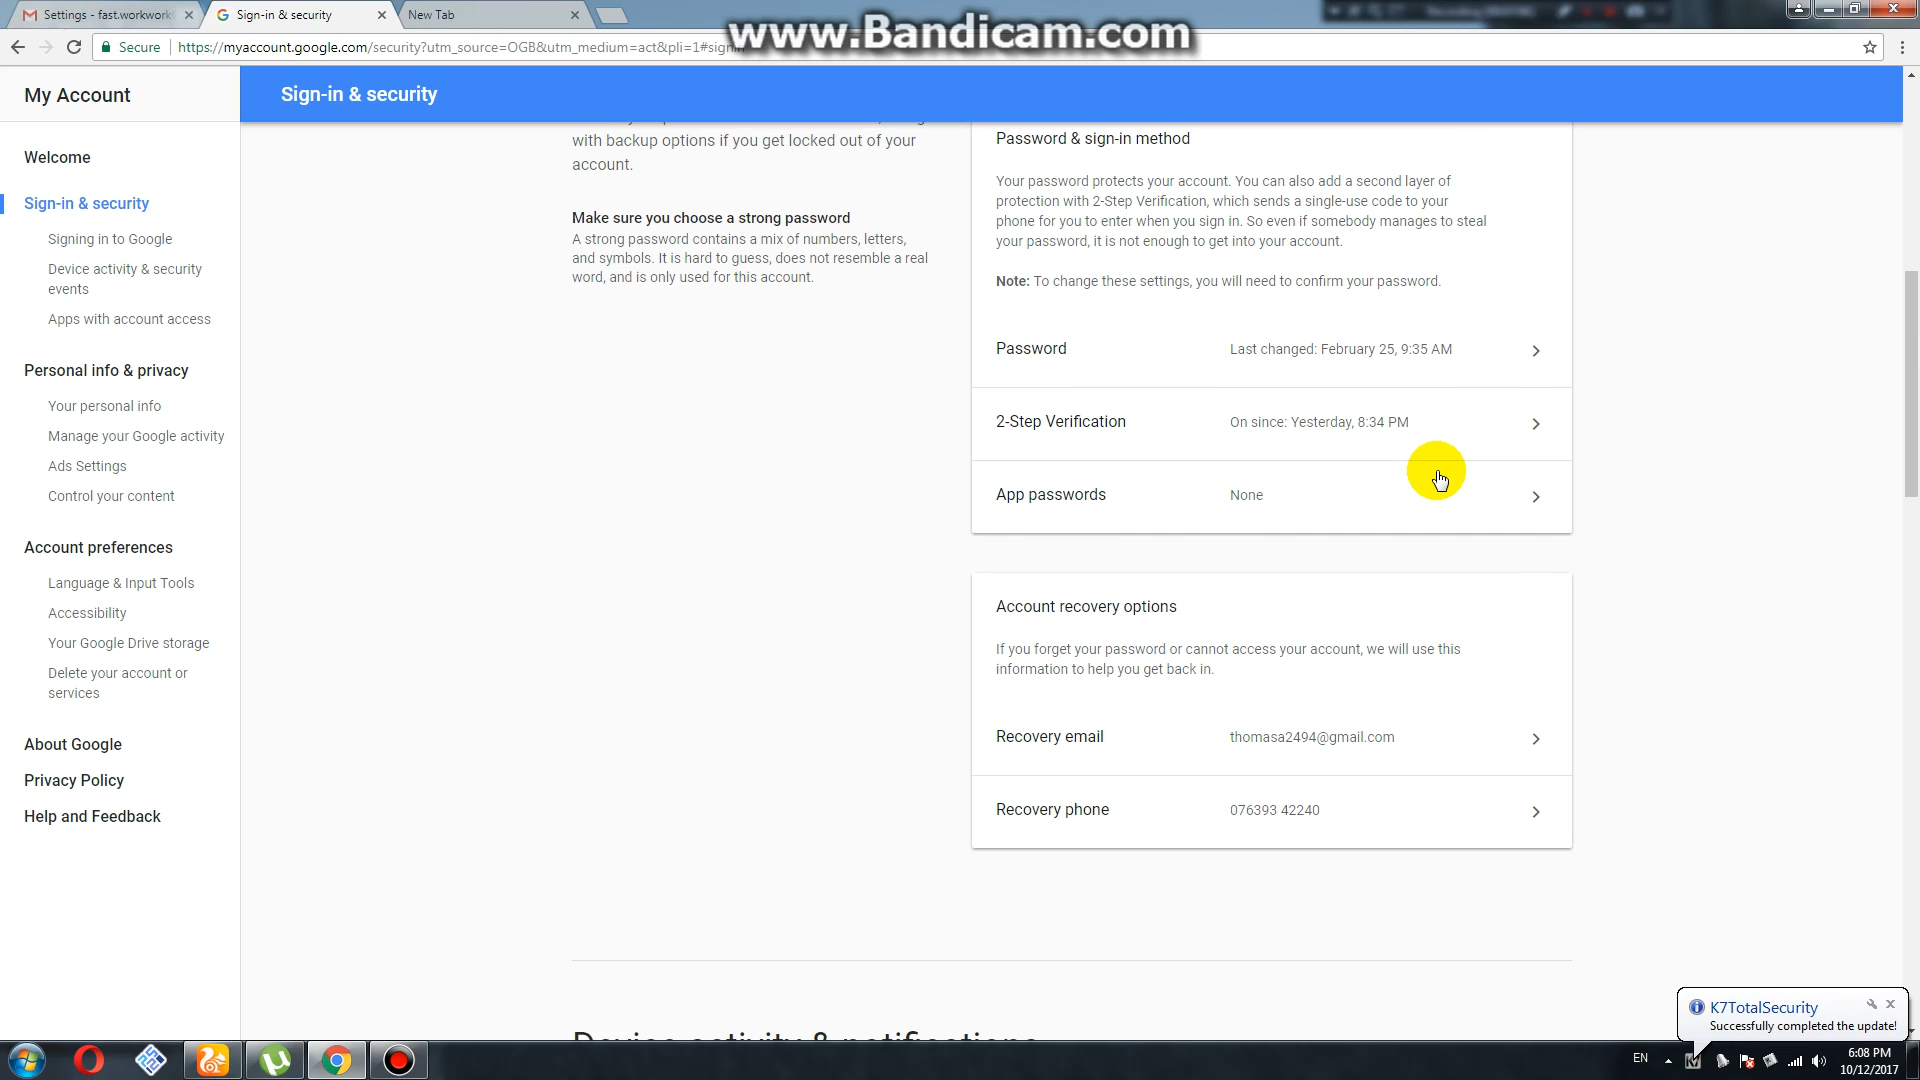 Settings - fast.workwork
Sign-in & security
New Tab
www.Bandicam.com
Secure
https://myaccount.google.com/security?utm_source=OGB&utm_medium=act&pli=1#signin
My Account
Sign-in & security
Welcome
Sign-in & security
Signing in to Google
Device activity & security
events
Apps with account access
Personal info & privacy
Your personal info
Manage your Google activity
Ads Settings
Control your content
Account preferences
Language & Input Tools
Accessibility
Your Google Drive storage
Delete your account or
services
About Google
Privacy Policy
Help and Feedback
with backup options if you get locked out of your
account.
Make sure you choose a strong password
A strong password contains a mix of numbers, letters,
and symbols. It is hard to guess, does not resemble a real
word, and is only used for this account.
Password & sign-in method
Your password protects your account. You can also add a second layer of
protection with 2-Step Verification, which sends a single-use code to your
phone for you to enter when you sign in. So even if somebody manages to steal
your password, it is not enough to get into your account.
Note: To change these settings, you will need to confirm your password.
Password Last changed: February 25, 9:35 AM
2-Step Verification On since: Yesterday, 8:34 PM
App passwords None
Account recovery options
If you forget your password or cannot access your account, we will use this
information to help you get back in.
Recovery email thomasa2494@gmail.com
Recovery phone 076393 42240
Device activity & notifications
K7TotalSecurity
Successfully completed the update!
EN
6:08 PM
10/12/2017